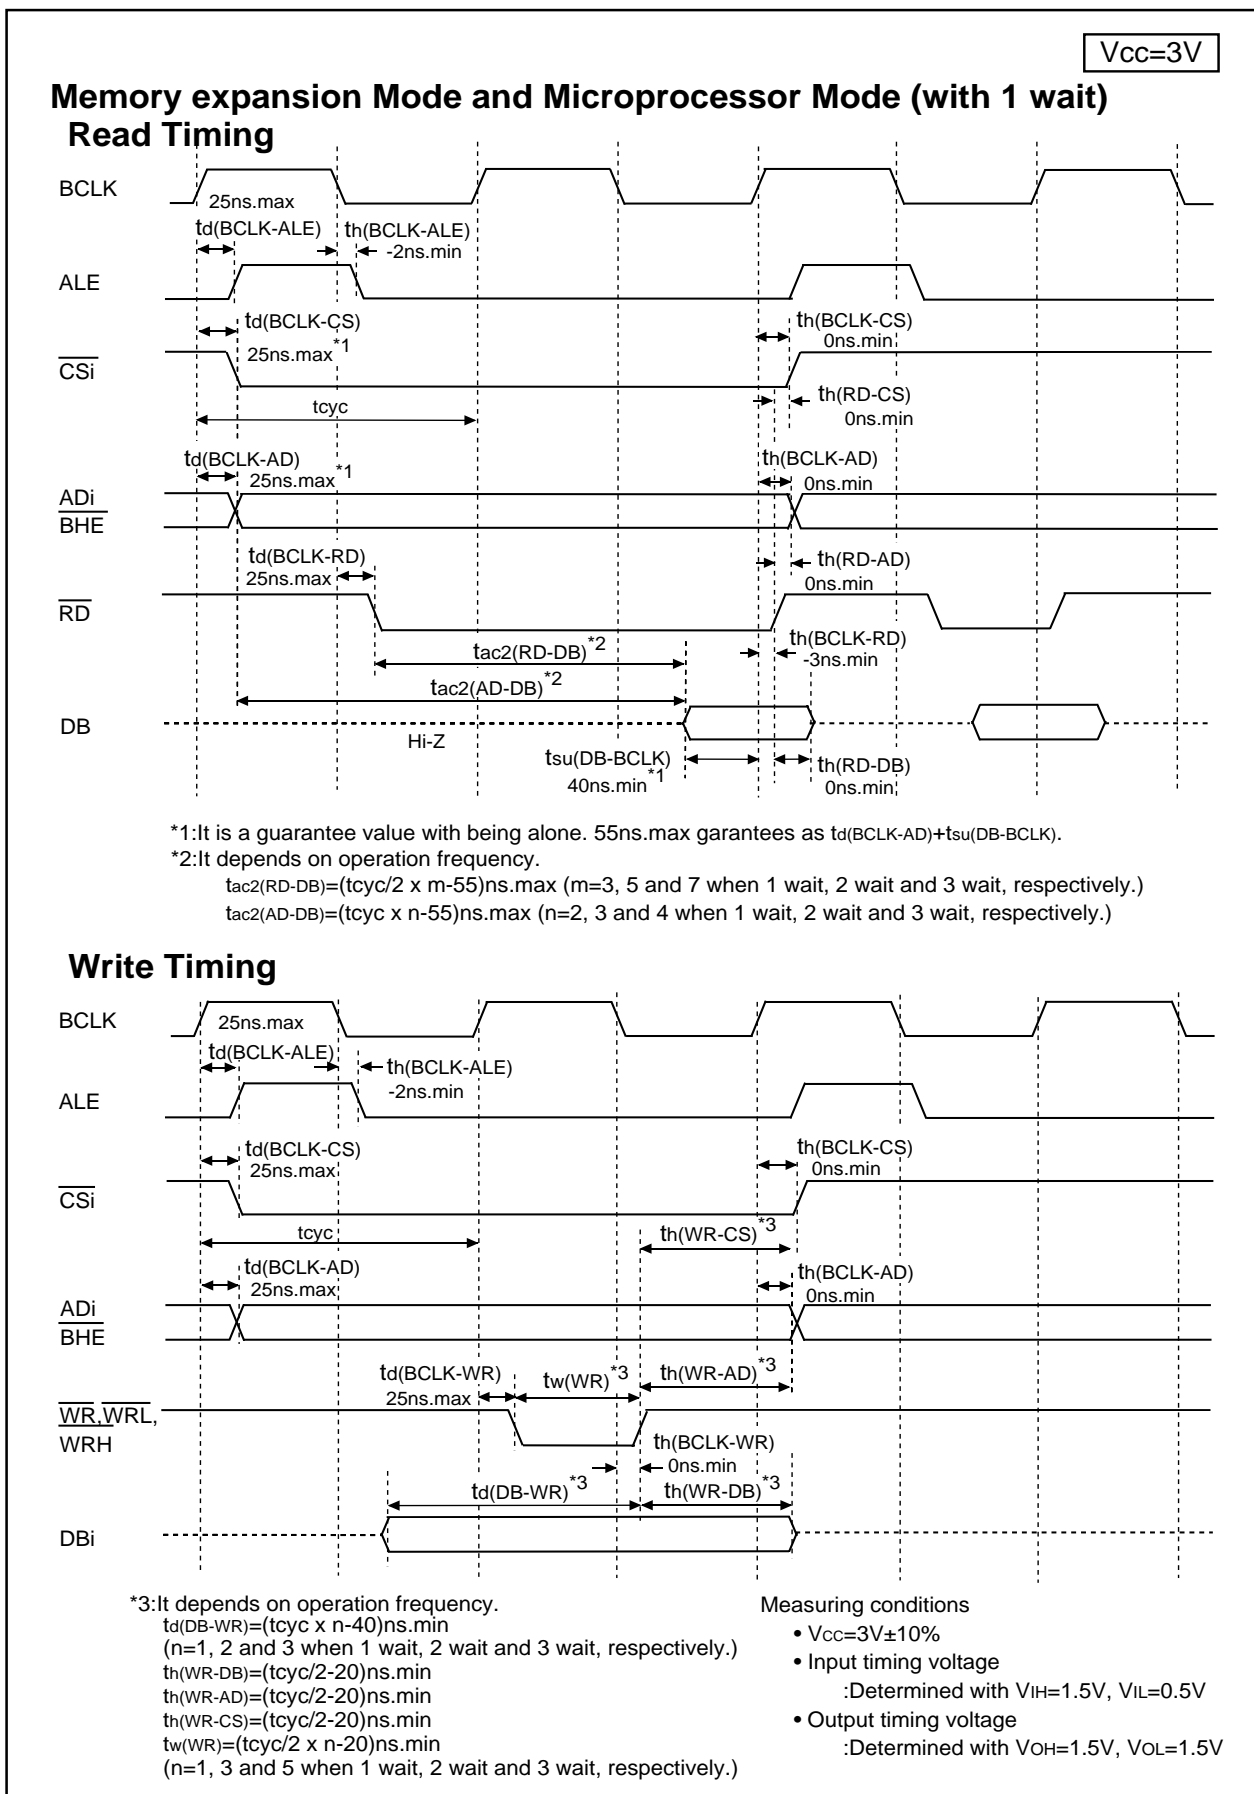 Vcc=3V
Memory expansion Mode and Microprocessor Mode (with 1 wait)
Read Timing
BCLK
25ns.max
td(BCLK-ALE)
th(BCLK-ALE)
-2ns.min
ALE
td(BCLK-CS)
25ns.max*1
th(BCLK-CS)
0ns.min
CSi
th(RD-CS)
0ns.min
tcyc
td(BCLK-AD)
25ns.max*1
th(BCLK-AD)
0ns.min
ADi
BHE
td(BCLK-RD)
25ns.max
th(RD-AD)
0ns.min
RD
th(BCLK-RD)
-3ns.min
tac2(RD-DB)*2
tac2(AD-DB)*2
DB
Hi-Z
tsu(DB-BCLK)
40ns.min*1
th(RD-DB)
0ns.min
*1:It is a guarantee value with being alone. 55ns.max garantees as td(BCLK-AD)+tsu(DB-BCLK).
*2:It depends on operation frequency.
tac2(RD-DB)=(tcyc/2 x m-55)ns.max (m=3, 5 and 7 when 1 wait, 2 wait and 3 wait, respectively.)
tac2(AD-DB)=(tcyc x n-55)ns.max (n=2, 3 and 4 when 1 wait, 2 wait and 3 wait, respectively.)
Write Timing
BCLK
25ns.max
td(BCLK-ALE)
th(BCLK-ALE)
-2ns.min
ALE
td(BCLK-CS)
25ns.max
th(BCLK-CS)
0ns.min
CSi
tcyc
th(WR-CS)*3
td(BCLK-AD)
25ns.max
th(BCLK-AD)
0ns.min
ADi
BHE
td(BCLK-WR)
25ns.max
tw(WR)*3
th(WR-AD)*3
WR,WRL,
WRH
th(BCLK-WR)
0ns.min
td(DB-WR)*3
th(WR-DB)*3
DBi
*3:It depends on operation frequency.
td(DB-WR)=(tcyc x n-40)ns.min
(n=1, 2 and 3 when 1 wait, 2 wait and 3 wait, respectively.)
th(WR-DB)=(tcyc/2-20)ns.min
th(WR-AD)=(tcyc/2-20)ns.min
th(WR-CS)=(tcyc/2-20)ns.min
tw(WR)=(tcyc/2 x n-20)ns.min
(n=1, 3 and 5 when 1 wait, 2 wait and 3 wait, respectively.)
Measuring conditions
• VCC=3V±10%
• Input timing voltage
:Determined with VIH=1.5V, VIL=0.5V
• Output timing voltage
:Determined with VOH=1.5V, VOL=1.5V